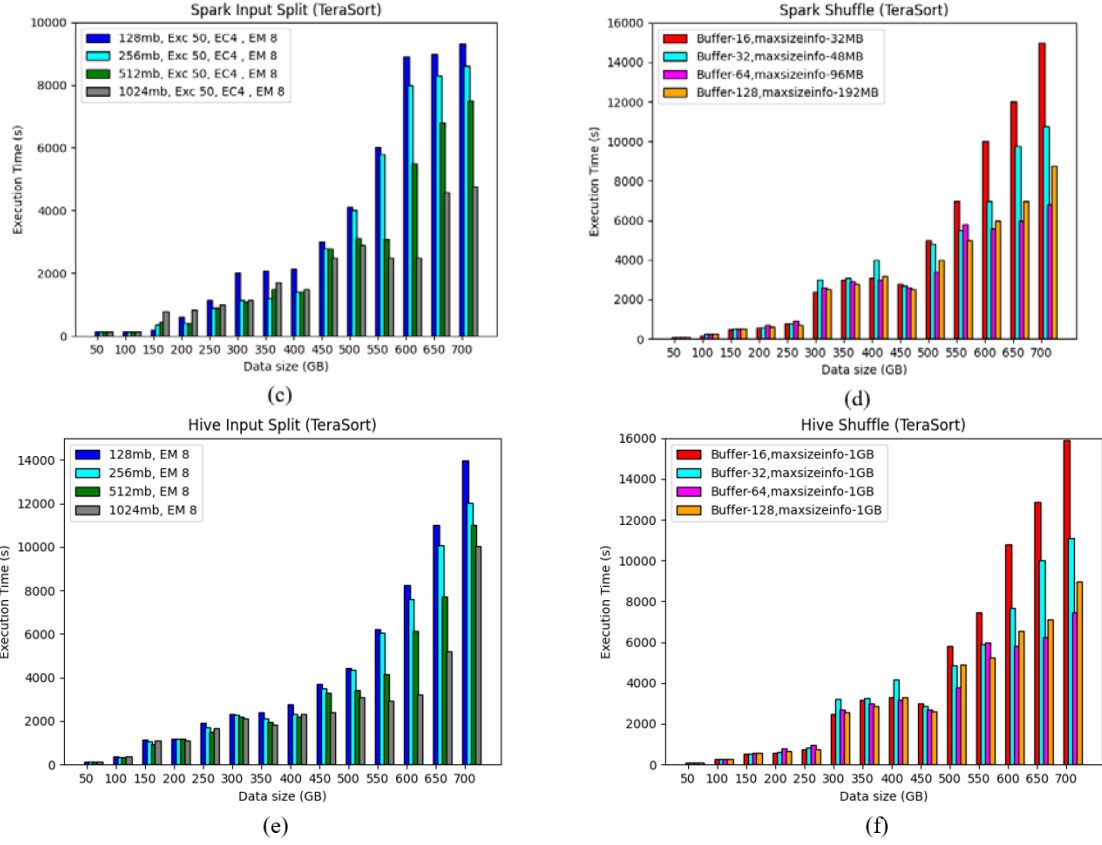 Spark Input Split (TeraSort)
10000
8000
6000
4000
2000
0
Execution Time (s)
128mb, Exc 50, EC4 , EM 8
256mb, Exc 50, EC4 , EM 8
512mb, Exc 50, EC4 , EM 8
1024mb, Exc 50, EC4 , EM 8
50 100 150 200 250 300 350 400 450 500 550 600 650 700
Data size (GB)
(c)
Spark Shuffle (TeraSort)
16000
14000
12000
10000
8000
6000
4000
2000
0
Execution Time (s)
Buffer-16,maxsizeinfo-32MB
Buffer-32,maxsizeinfo-48MB
Buffer-64,maxsizeinfo-96MB
Buffer-128,maxsizeinfo-192MB
50 100 150 200 250 300 350 400 450 500 550 600 650 700
Data size (GB)
(d)
Hive Input Split (TeraSort)
14000
12000
10000
8000
6000
4000
2000
0
Execution Time (s)
128mb, EM 8
256mb, EM 8
512mb, EM 8
1024mb, EM 8
50 100 150 200 250 300 350 400 450 500 550 600 650 700
Data size (GB)
(e)
Hive Shuffle (TeraSort)
16000
14000
12000
10000
8000
6000
4000
2000
0
Execution Time (s)
Buffer-16,maxsizeinfo-1GB
Buffer-32,maxsizeinfo-1GB
Buffer-64,maxsizeinfo-1GB
Buffer-128,maxsizeinfo-1GB
50 100 150 200 250 300 350 400 450 500 550 600 650 700
Data size (GB)
(f)